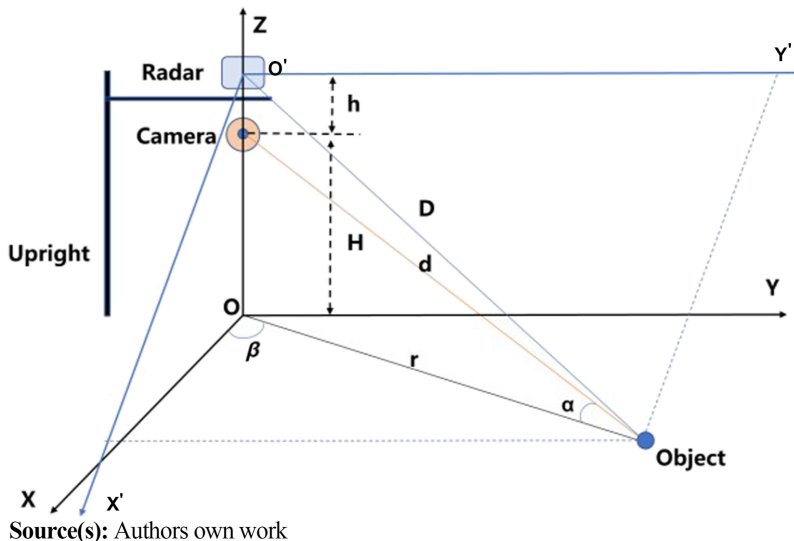 Z
Y'
Radar
O'
h
Camera
D
H
d
Upright
Y
O
β
r
α
Object
X
X'
Source(s): Authors own work